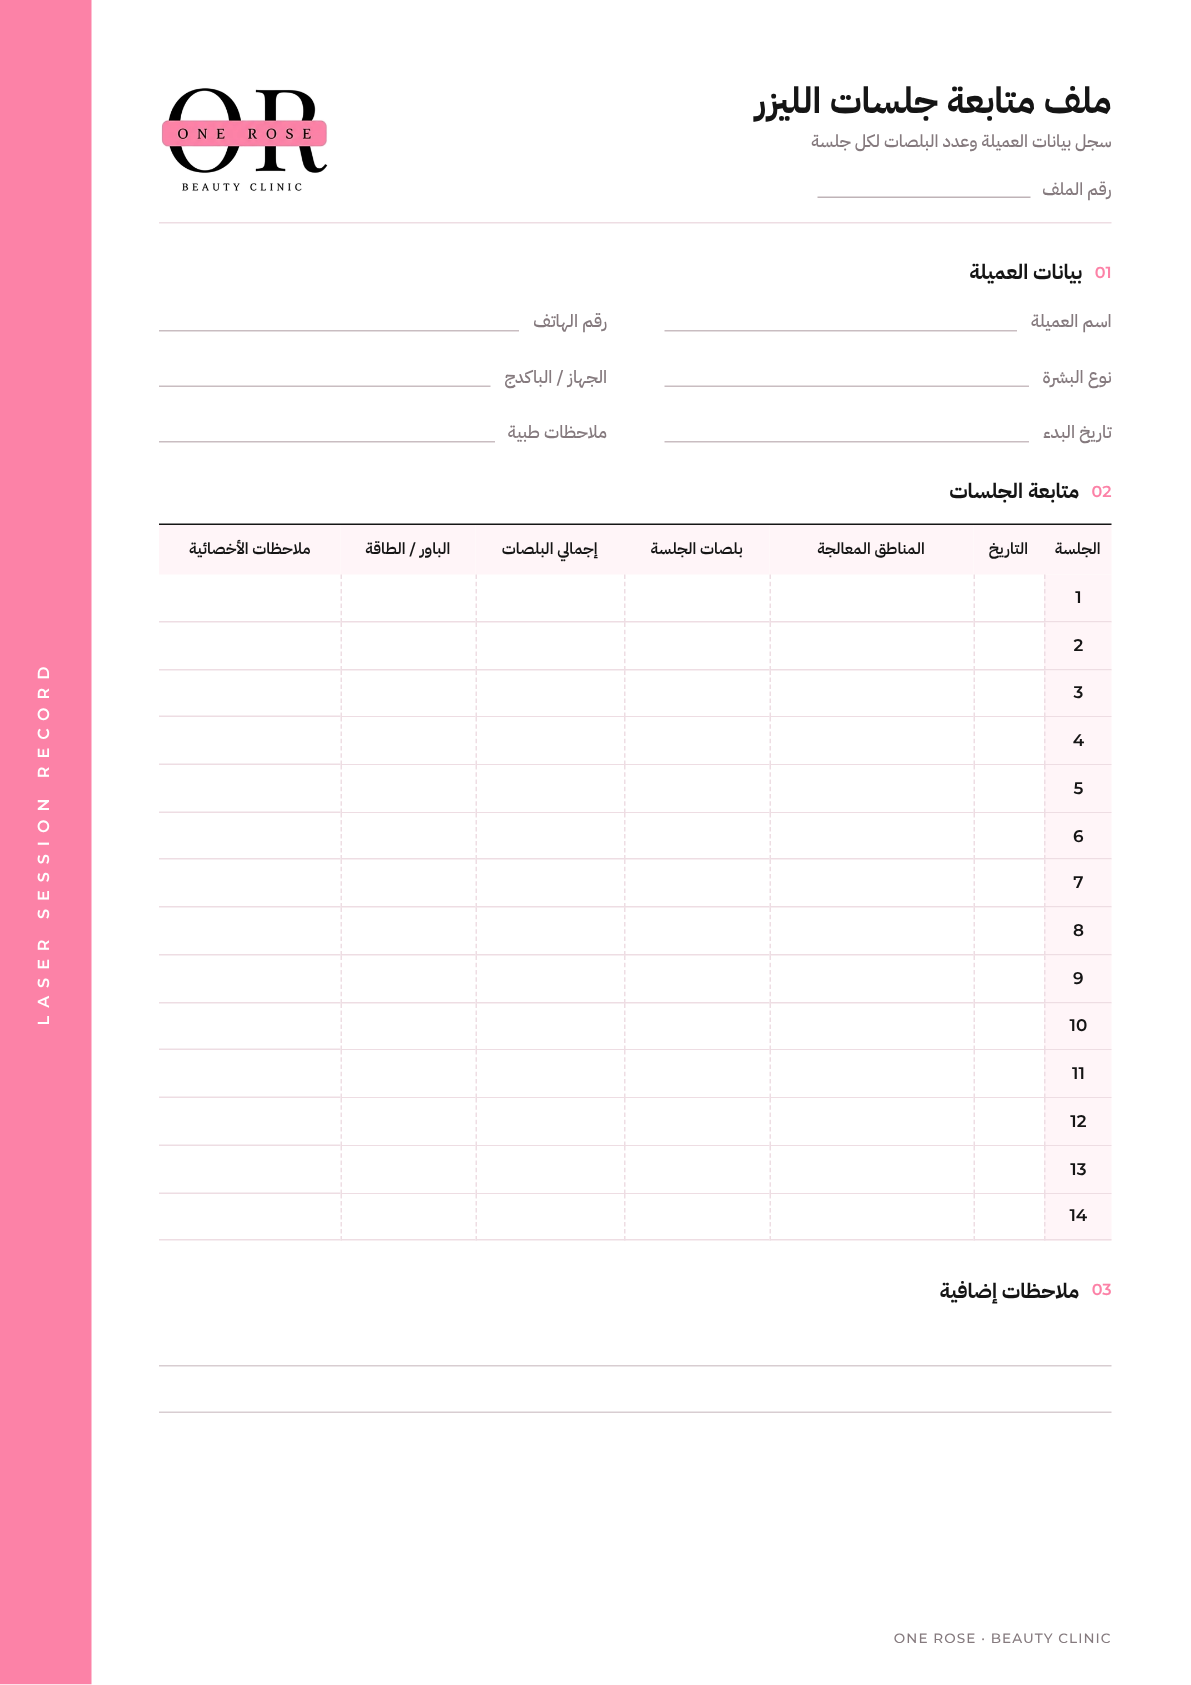 ملف متابعة جلسات الليزر
سجل بيانات العميلة وعدد البلصات لكل جلسة
رقم الملف
OR
ONE ROSE
BEAUTY CLINIC
01 بيانات العميلة
اسم العميلة
رقم الهاتف
نوع البشرة
الجهاز / الباكدج
تاريخ البدء
ملاحظات طبية
02 متابعة الجلسات
الجلسة التاريخ المناطق المعالجة بلصات الجلسة إجمالي البلصات الباور / الطاقة ملاحظات الأخصائية
1
2
3
4
5
6
7
8
9
10
11
12
13
14
03 ملاحظات إضافية
LASER SESSION RECORD
ONE ROSE · BEAUTY CLINIC